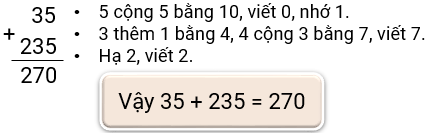 35
+
235
270
• 5 cộng 5 bằng 10, viết 0, nhớ 1.
• 3 thêm 1 bằng 4, 4 cộng 3 bằng 7, viết 7.
• Hạ 2, viết 2.
Vậy 35 + 235 = 270